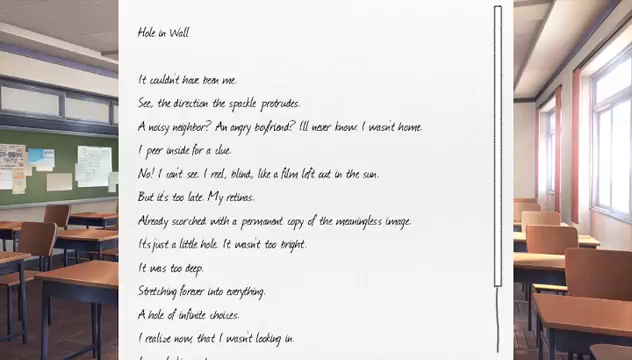 Hole in Wall
It couldn't have been me.
See, the direction the spackle protrudes.
A noisy neighbor? An angry boyfriend? I'll never know. I wasn't home.
I peer inside for a clue.
No! I can't see. I reel, blind, like a film left out in the sun.
But it's too late. My retinas.
Already scorched with a permanent copy of the meaningless image.
It's just a little hole. It wasn't too bright.
It was too deep.
Stretching forever into everything.
A hole of infinite choices.
I realize now, that I wasn't looking in.